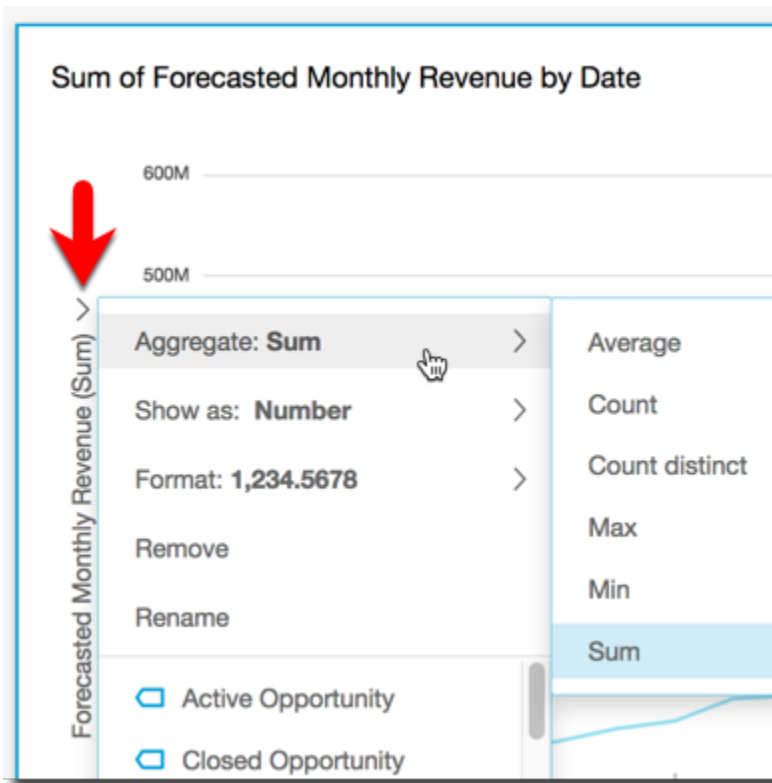 Sum of Forecasted Monthly Revenue by Date
600M
500M
Forecasted Monthly Revenue (Sum)
Aggregate: Sum
Show as: Number
Format: 1,234.5678
Remove
Rename
Active Opportunity
Closed Opportunity
Average
Count
Count distinct
Max
Min
Sum